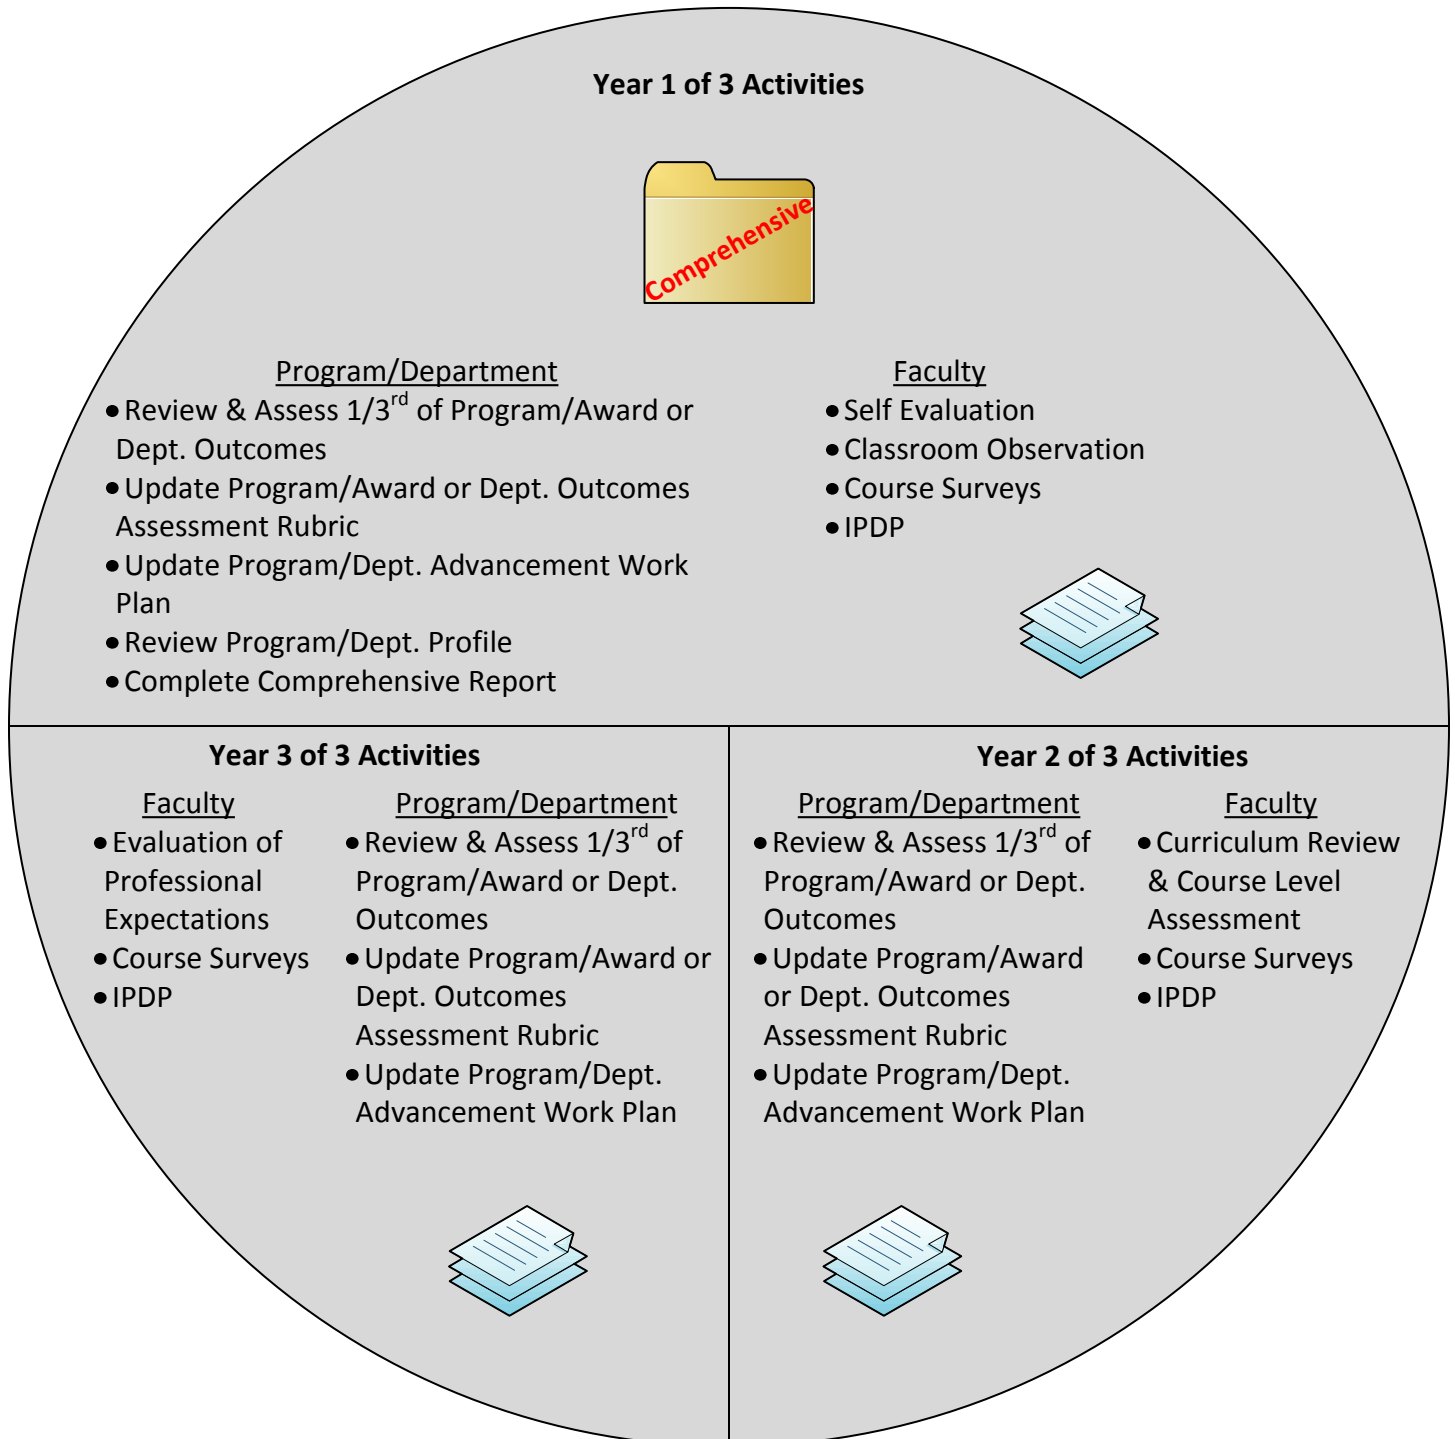 Year 1 of 3 Activities
Comprehensive
Program/Department
• Review & Assess 1/3rd of Program/Award or
Dept. Outcomes
• Update Program/Award or Dept. Outcomes
Assessment Rubric
• Update Program/Dept. Advancement Work
Plan
• Review Program/Dept. Profile
• Complete Comprehensive Report
Faculty
• Self Evaluation
• Classroom Observation
• Course Surveys
• IPDP
Year 3 of 3 Activities
Faculty
• Evaluation of
Professional
Expectations
• Course Surveys
• IPDP
Program/Department
• Review & Assess 1/3rd of
Program/Award or Dept.
Outcomes
• Update Program/Award or
Dept. Outcomes
Assessment Rubric
• Update Program/Dept.
Advancement Work Plan
Year 2 of 3 Activities
Program/Department
• Review & Assess 1/3rd of
Program/Award or Dept.
Outcomes
• Update Program/Award
or Dept. Outcomes
Assessment Rubric
• Update Program/Dept.
Advancement Work Plan
Faculty
• Curriculum Review
& Course Level
Assessment
• Course Surveys
• IPDP